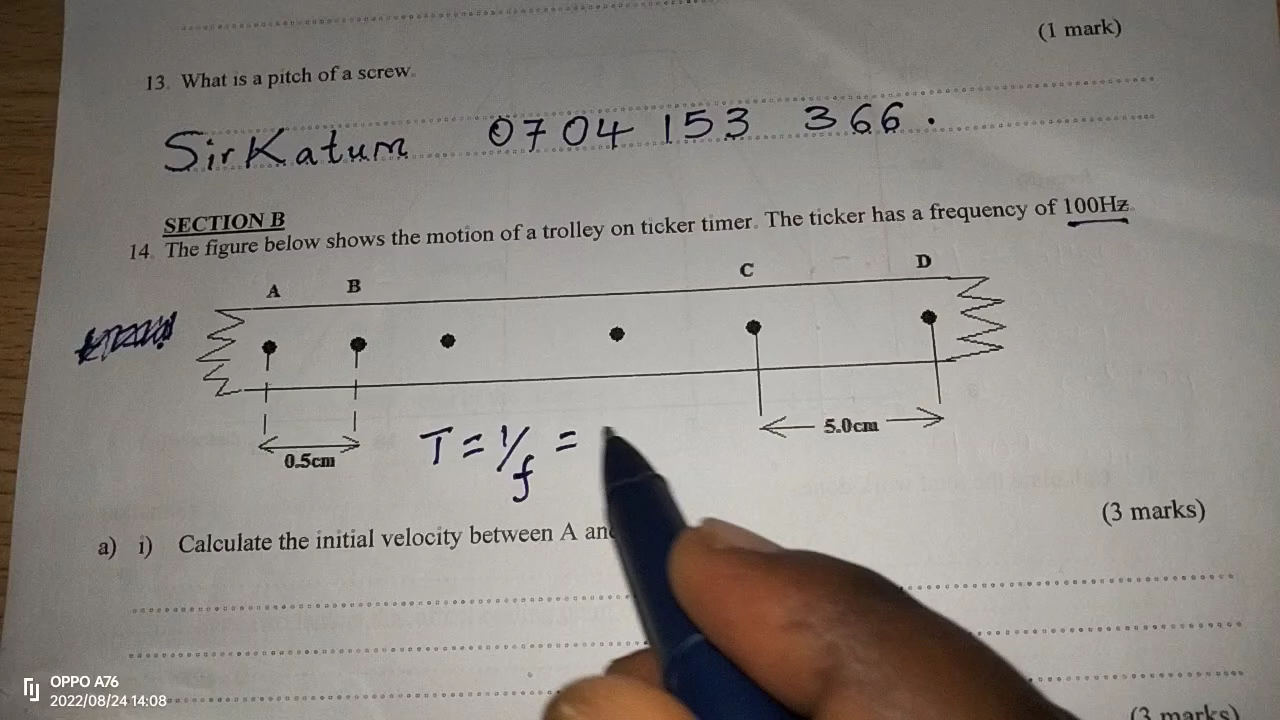 (1 mark)
13. What is a pitch of a screw.
SirKatum 0704 153 366.
SECTION B
14. The figure below shows the motion of a trolley on ticker timer. The ticker has a frequency of 100Hz
A B C D
0.5cm
5.0cm
T = 1/f =
(3 marks)
a) i) Calculate the initial velocity between A
OPPO A76
2022/08/24 14:08
(3 marks)